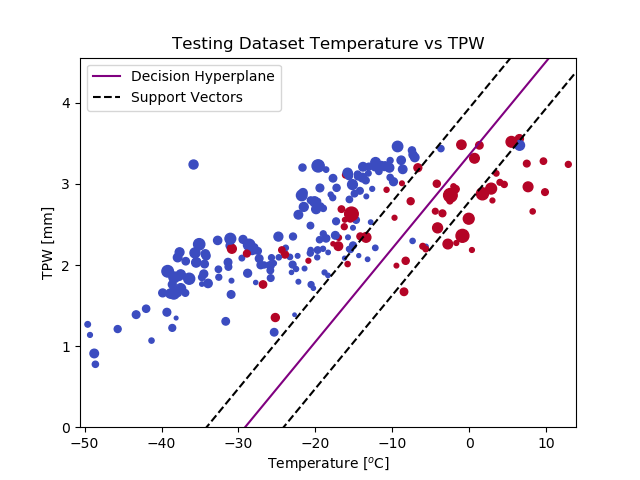 Testing Dataset Temperature vs TPW
Decision Hyperplane
Support Vectors
TPW [mm]
4
3
2
1
0
−50 −40 −30 −20 −10 0 10
Temperature [°C]